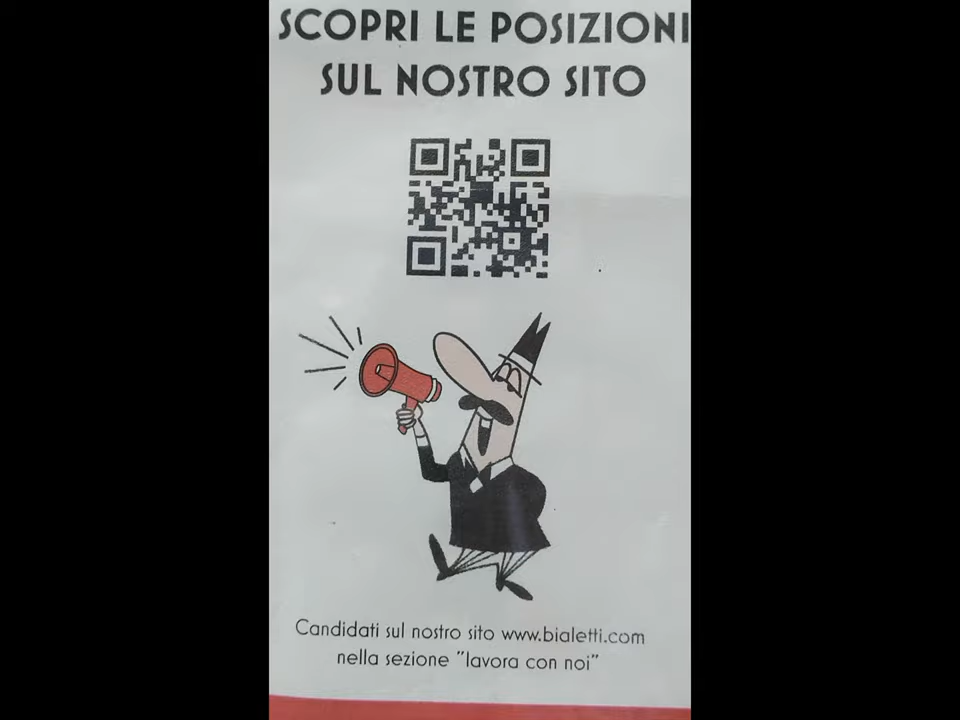 SCOPRI LE POSIZIONI
SUL NOSTRO SITO
Candidati sul nostro sito www.bialetti.com
nella sezione "lavora con noi"